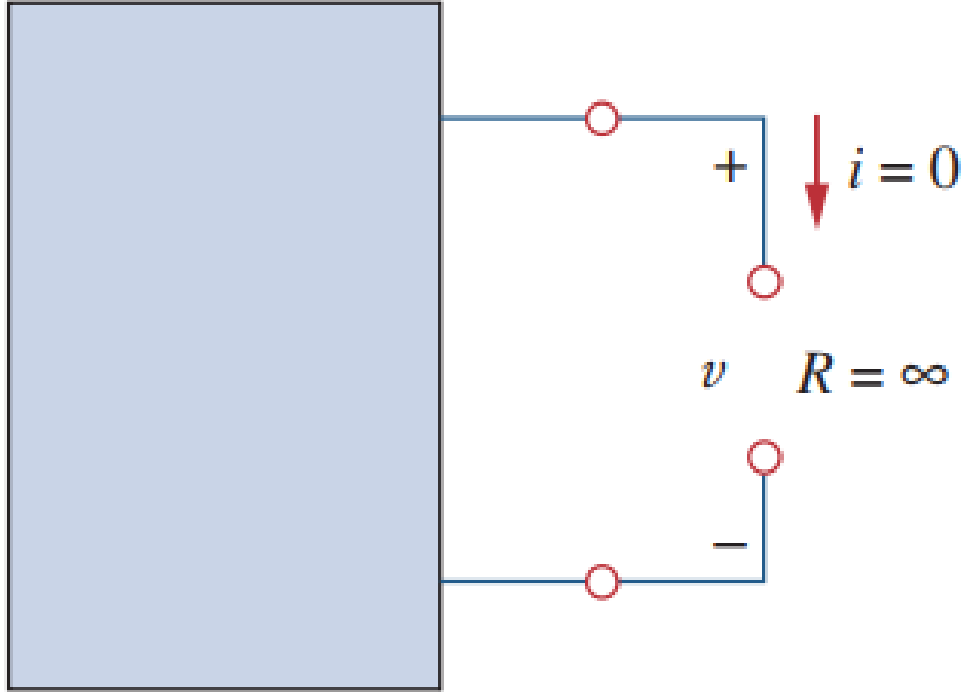 +
i = 0
v
R = ∞
−